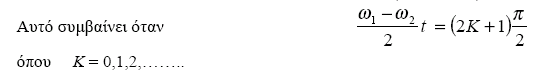 Αυτό συμβαίνει όταν (ω₁ − ω₂)/2 t = (2K + 1) π/2
όπου K = 0,1,2,……..